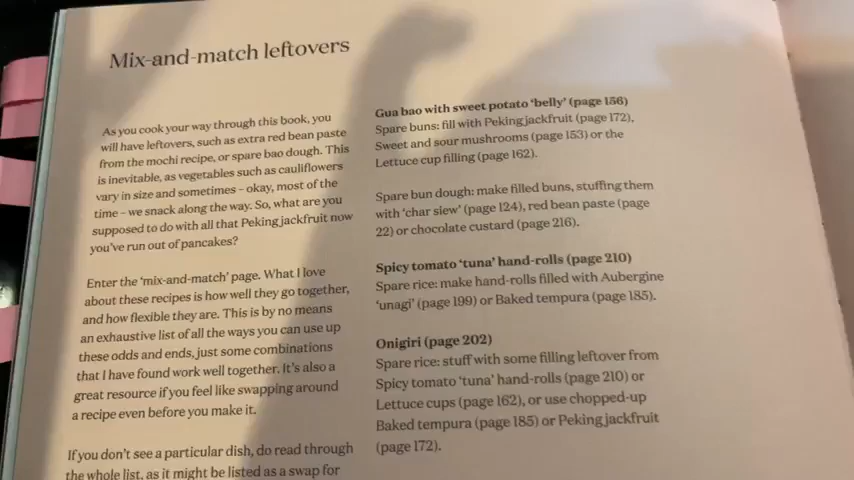 Mix-and-match leftovers
As you cook your way through this book, you
will have leftovers, such as extra red bean paste
from the mochi recipe, or spare bao dough. This
is inevitable, as vegetables such as cauliflowers
vary in size and sometimes – okay, most of the
time – we snack along the way. So, what are you
supposed to do with all that Peking jackfruit now
you've run out of pancakes?
Enter the 'mix-and-match' page. What I love
about these recipes is how well they go together,
and how flexible they are. This is by no means
an exhaustive list of all the ways you can use up
these odds and ends, just some combinations
that I have found work well together. It's also a
great resource if you feel like swapping around
a recipe even before you make it.
If you don't see a particular dish, do read through
the whole list, as it might be listed as a swap for
Gua bao with sweet potato 'belly' (page 156)
Spare buns: fill with Peking jackfruit (page 172),
Sweet and sour mushrooms (page 153) or the
Lettuce cup filling (page 162).
Spare bun dough: make filled buns, stuffing them
with 'char siew' (page 124), red bean paste (page
22) or chocolate custard (page 216).
Spicy tomato 'tuna' hand-rolls (page 210)
Spare rice: make hand-rolls filled with Aubergine
'unagi' (page 199) or Baked tempura (page 185).
Onigiri (page 202)
Spare rice: stuff with some filling leftover from
Spicy tomato 'tuna' hand-rolls (page 210) or
Lettuce cups (page 162), or use chopped-up
Baked tempura (page 185) or Peking jackfruit
(page 172).